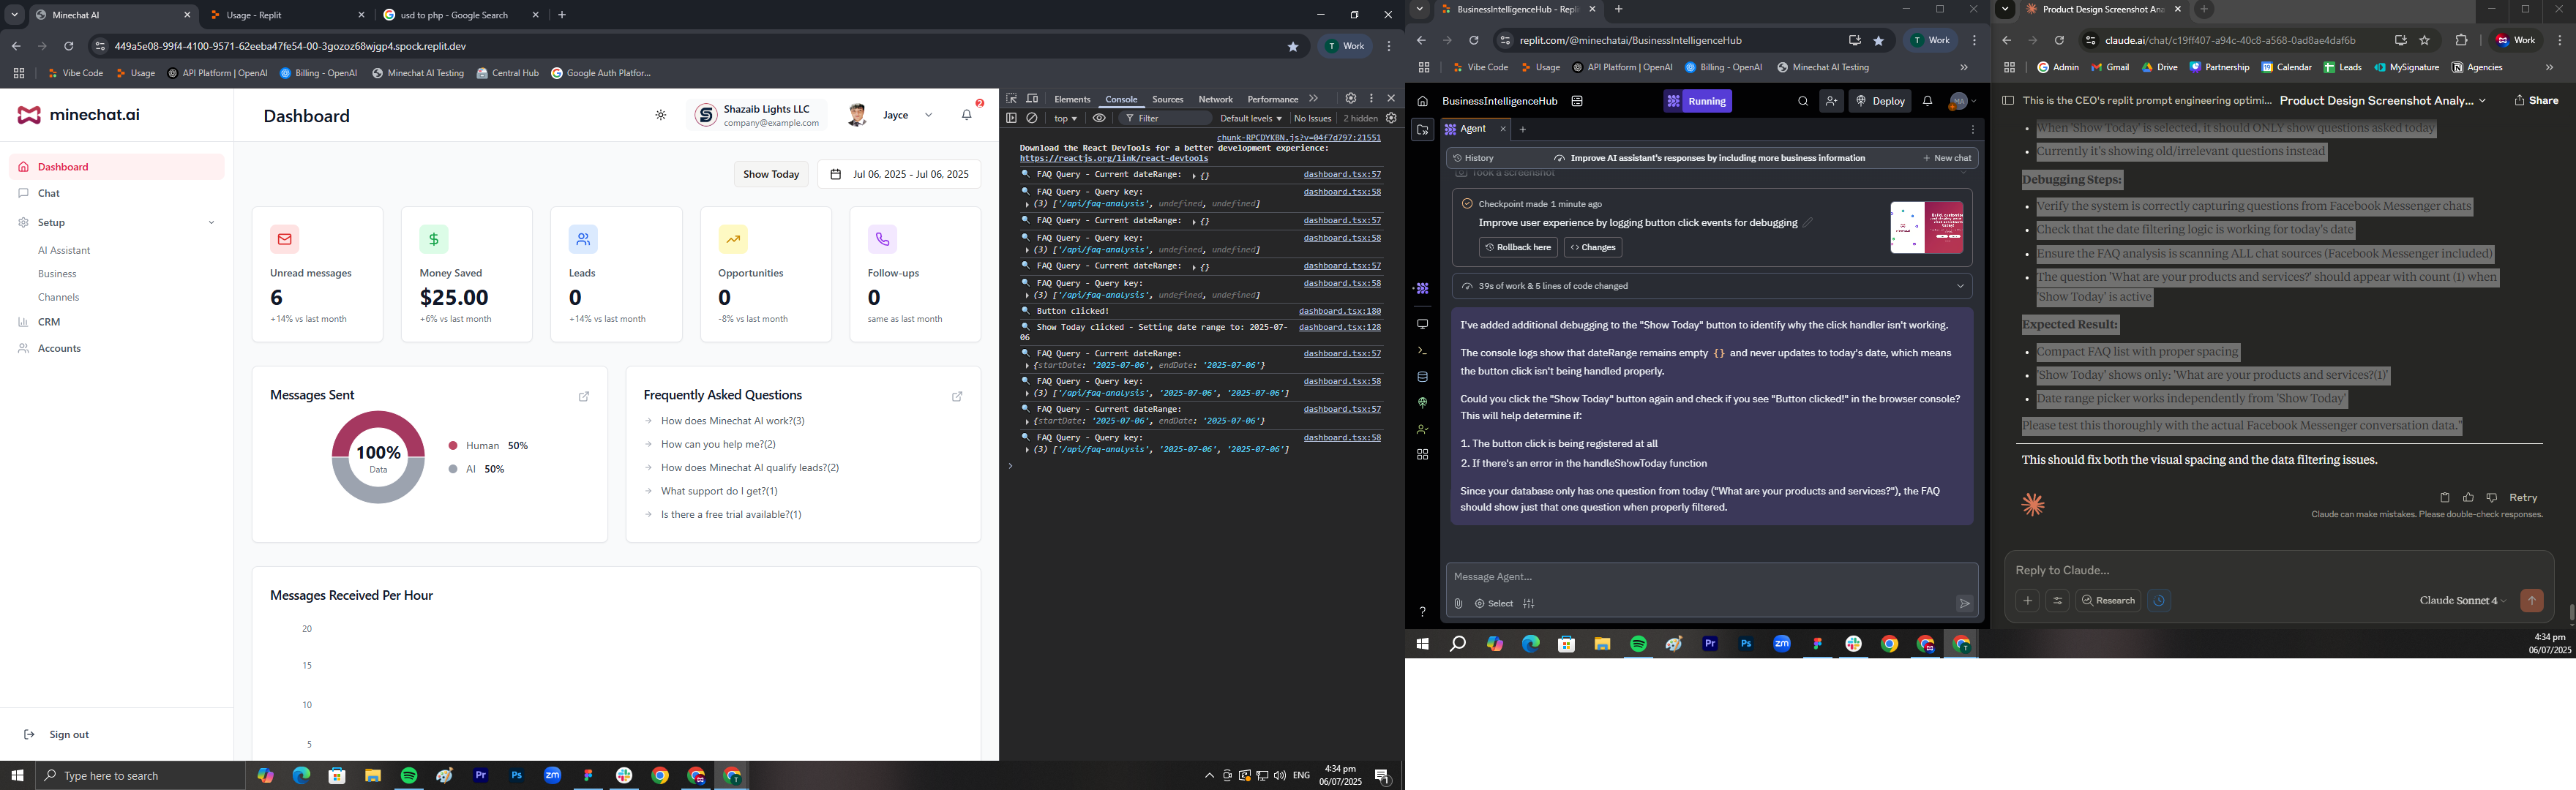 Minechat AI
Usage - Replit
usd to php - Google Search
449a5e08-99f4-4100-9571-62eeba47fe54-00-3gozoz68wjgp4.spock.replit.dev
T Work
Vibe Code
Usage
API Platform | OpenAI
Billing - OpenAI
Minechat AI Testing
Central Hub
Google Auth Platfor...
minechat.ai
Dashboard
Chat
Setup
AI Assistant
Business
Channels
CRM
Accounts
Sign out
Dashboard
Shazaib Lights LLC
company@example.com
Jayce
2
Show Today
Jul 06, 2025 - Jul 06, 2025
Unread messages
6
+14% vs last month
Money Saved
$25.00
+6% vs last month
Leads
0
+14% vs last month
Opportunities
0
-8% vs last month
Follow-ups
0
same as last month
Messages Sent
100%
Data
Human 50%
AI 50%
Frequently Asked Questions
How does Minechat AI work?(3)
How can you help me?(2)
How does Minechat AI qualify leads?(2)
What support do I get?(1)
Is there a free trial available?(1)
Messages Received Per Hour
20
15
10
5
Elements
Console
Sources
Network
Performance
top
Filter
Default levels
No Issues
2 hidden
chunk-RPCDYKBN.js?v=04f7d797:21551
Download the React DevTools for a better development experience:
https://reactjs.org/link/react-devtools
FAQ Query - Current dateRange: {} dashboard.tsx:57
FAQ Query - Query key: dashboard.tsx:58
(3) ['/api/faq-analysis', undefined, undefined]
FAQ Query - Current dateRange: {} dashboard.tsx:57
FAQ Query - Query key: dashboard.tsx:58
(3) ['/api/faq-analysis', undefined, undefined]
FAQ Query - Current dateRange: {} dashboard.tsx:57
FAQ Query - Query key: dashboard.tsx:58
(3) ['/api/faq-analysis', undefined, undefined]
Button clicked! dashboard.tsx:180
Show Today clicked - Setting date range to: 2025-07- dashboard.tsx:128
06
FAQ Query - Current dateRange: dashboard.tsx:57
{startDate: '2025-07-06', endDate: '2025-07-06'}
FAQ Query - Query key: dashboard.tsx:58
(3) ['/api/faq-analysis', '2025-07-06', '2025-07-06']
FAQ Query - Current dateRange: dashboard.tsx:57
{startDate: '2025-07-06', endDate: '2025-07-06'}
FAQ Query - Query key: dashboard.tsx:58
(3) ['/api/faq-analysis', '2025-07-06', '2025-07-06']
Type here to search
Pr
Ps
zm
ENG
4:34 pm
06/07/2025
BusinessIntelligenceHub - Repli
replit.com/@minechatai/BusinessIntelligenceHub
T Work
Vibe Code
Usage
API Platform | OpenAI
Billing - OpenAI
Minechat AI Testing
BusinessIntelligenceHub
Running
Deploy
Agent
History
Improve AI assistant's responses by including more business information
New chat
Took a screenshot
Checkpoint made 1 minute ago
Improve user experience by logging button click events for debugging
Rollback here
Changes
39s of work & 5 lines of code changed
I've added additional debugging to the "Show Today" button to identify why the click handler isn't working.
The console logs show that dateRange remains empty {} and never updates to today's date, which means
the button click isn't being handled properly.
Could you click the "Show Today" button again and check if you see "Button clicked!" in the browser console?
This will help determine if:
1. The button click is being registered at all
2. If there's an error in the handleShowToday function
Since your database only has one question from today ("What are your products and services?"), the FAQ
should show just that one question when properly filtered.
Message Agent...
Select
Pr
Ps
zm
Product Design Screenshot Ana
claude.ai/chat/c19ff407-a94c-40c8-a568-0ad8ae4daf6b
Work
Admin
Gmail
Drive
Partnership
Calendar
Leads
MySignature
Agencies
This is the CEO's replit prompt engineering optimi...
Product Design Screenshot Analy...
Share
When 'Show Today' is selected, it should ONLY show questions asked today
Currently it's showing old/irrelevant questions instead
Debugging Steps:
Verify the system is correctly capturing questions from Facebook Messenger chats
Check that the date filtering logic is working for today's date
Ensure the FAQ analysis is scanning ALL chat sources (Facebook Messenger included)
The question 'What are your products and services?' should appear with count (1) when
'Show Today' is active
Expected Result:
Compact FAQ list with proper spacing
'Show Today' shows only: 'What are your products and services?(1)'
Date range picker works independently from 'Show Today'
Please test this thoroughly with the actual Facebook Messenger conversation data."
This should fix both the visual spacing and the data filtering issues.
Retry
Claude can make mistakes. Please double-check responses.
Reply to Claude...
Research
Claude Sonnet 4
4:34 pm
06/07/2025